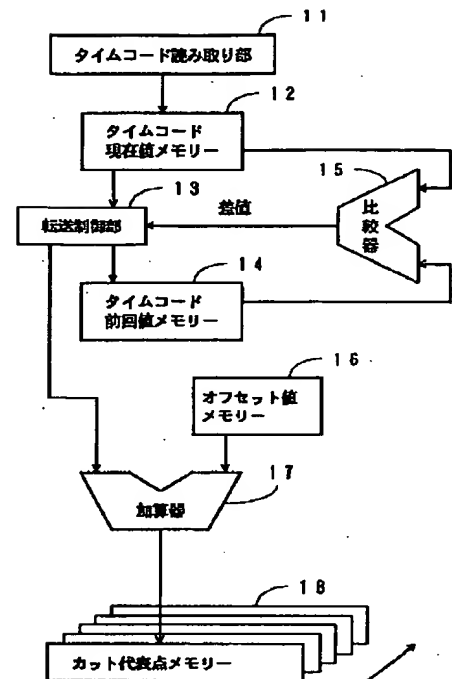 11
タイムコード読み取り部
12
タイムコード
現在値メモリー
13
15
比較器
差値
転送制御部
14
タイムコード
前回値メモリー
16
オフセット値
メモリー
17
加算器
18
カット代表点メモリー